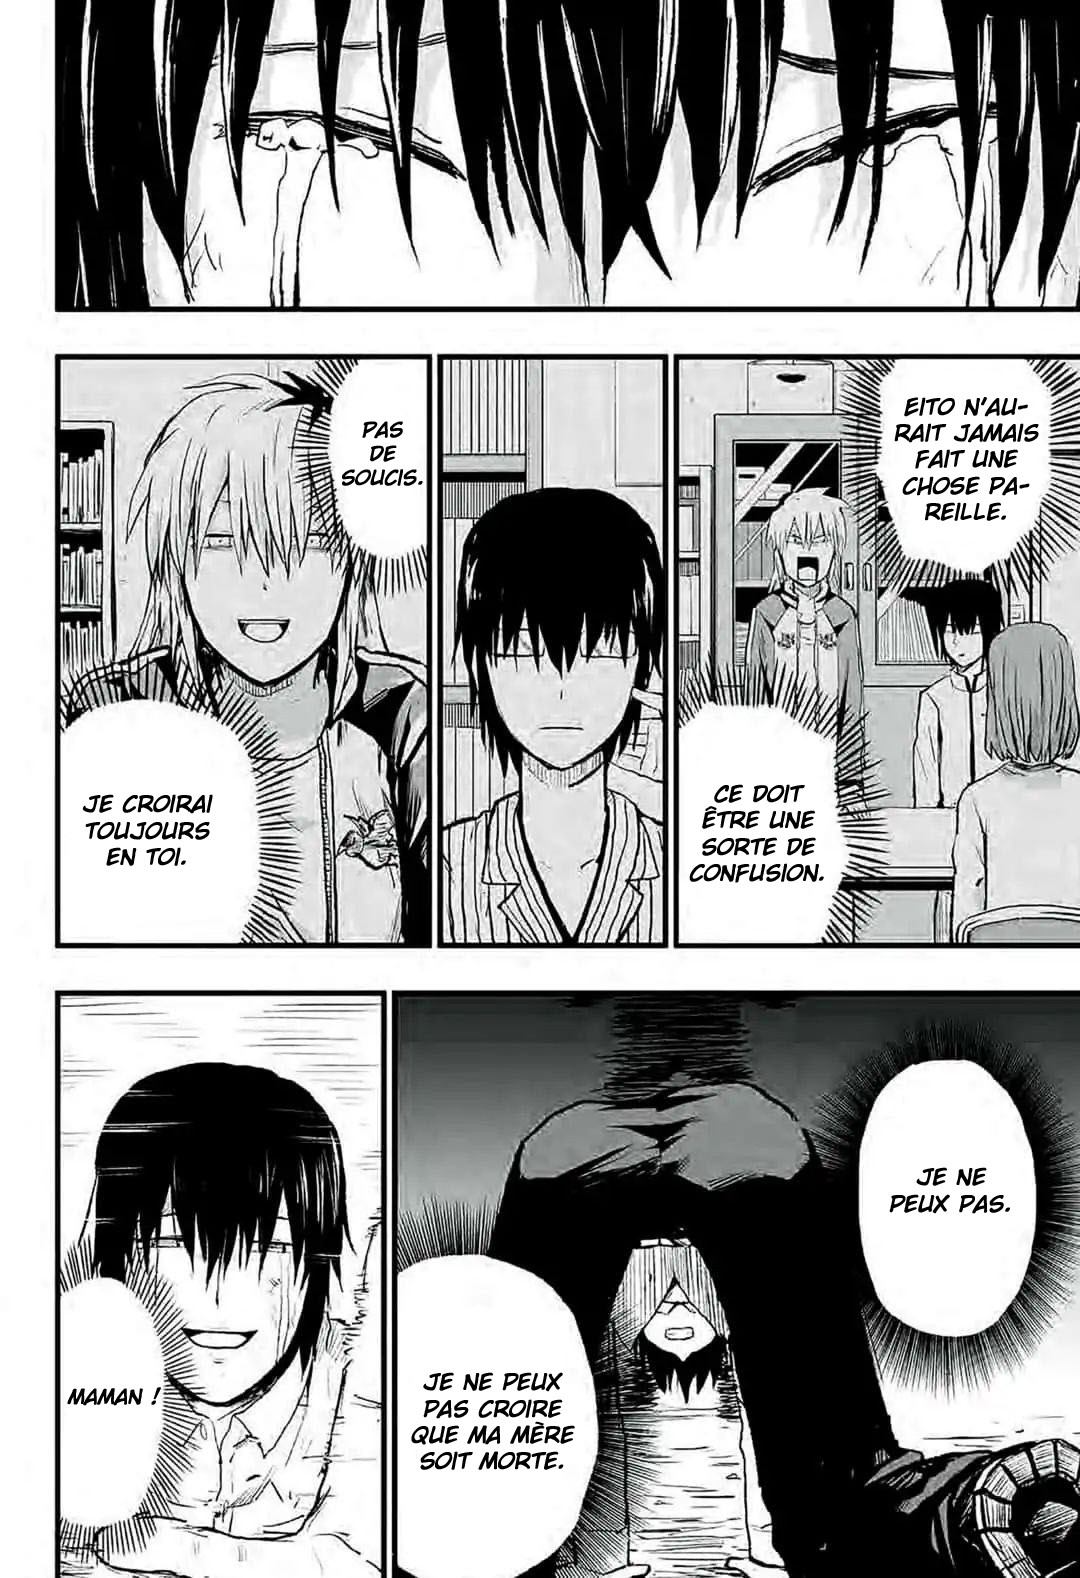 EITO N'AU-
RAIT JAMAIS
FAIT UNE
CHOSE PA-
REILLE.
CE DOIT
ÊTRE UNE
SORTE DE
CONFUSION.
PAS
DE
SOUCIS.
JE CROIRAI
TOUJOURS
EN TOI.
JE NE
PEUX PAS.
JE NE PEUX
PAS CROIRE
QUE MA MÈRE
SOIT MORTE.
MAMAN !